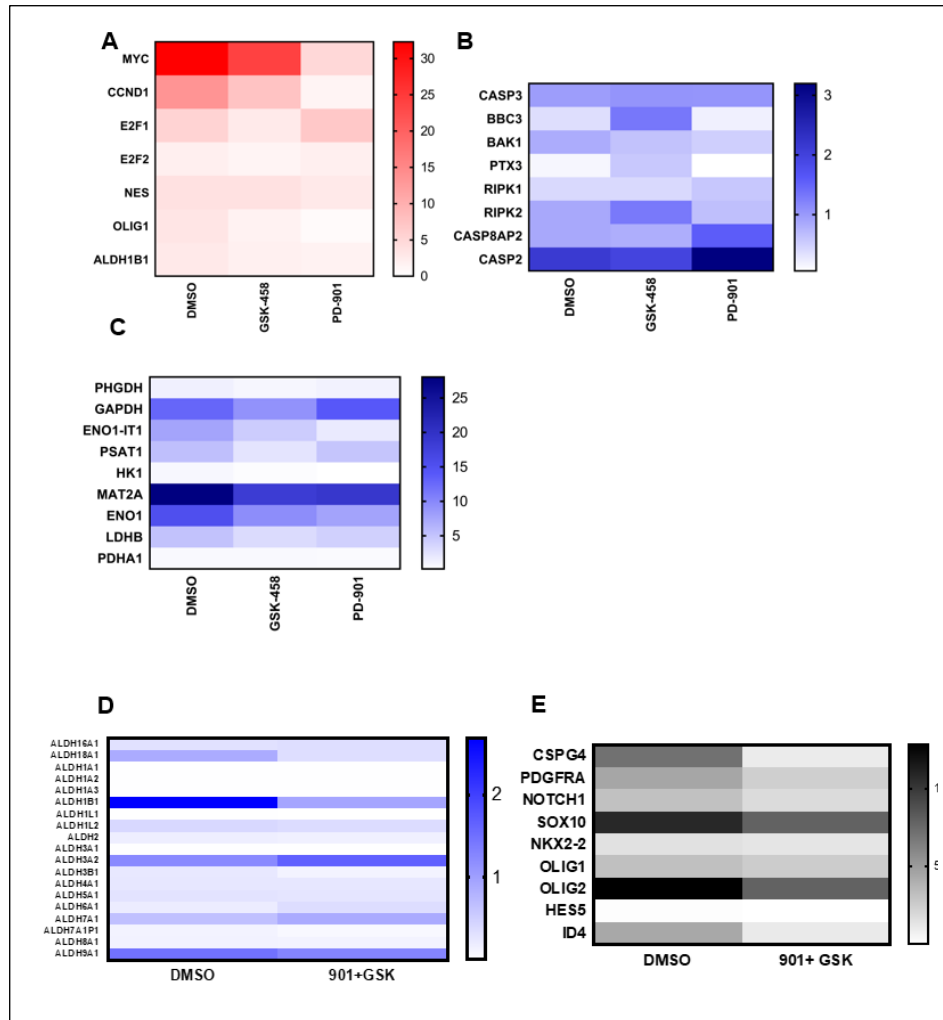 A
MYC
CCND1
E2F1
E2F2
NES
OLIG1
ALDH1B1
DMSO
GSK-458
PD-901
30
25
20
15
10
5
0
B
CASP3
BBC3
BAK1
PTX3
RIPK1
RIPK2
CASP8AP2
CASP2
DMSO
GSK-458
PD-901
3
2
1
C
PHGDH
GAPDH
ENO1-IT1
PSAT1
HK1
MAT2A
ENO1
LDHB
PDHA1
DMSO
GSK-458
PD-901
25
20
15
10
5
D
ALDH16A1
ALDH18A1
ALDH1A1
ALDH1A2
ALDH1A3
ALDH1B1
ALDH1L1
ALDH1L2
ALDH2
ALDH3A1
ALDH3A2
ALDH3B1
ALDH4A1
ALDH5A1
ALDH6A1
ALDH7A1
ALDH7A1P1
ALDH8A1
ALDH9A1
DMSO 901+GSK
2
1
E
CSPG4
PDGFRA
NOTCH1
SOX10
NKX2-2
OLIG1
OLIG2
HES5
ID4
DMSO 901+ GSK